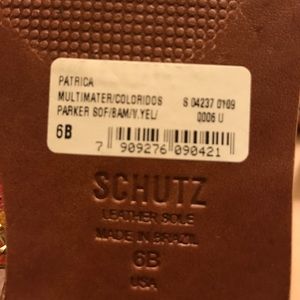 PATRICA
MULTIMATER/COLORIDOS S 04237 0109
PARKER SOF/BAM/V.YEL/ 0006 U
6B
7 909276 090421
SCHUTZ
LEATHER SOLE
MADE IN BRAZIL
6B
USA